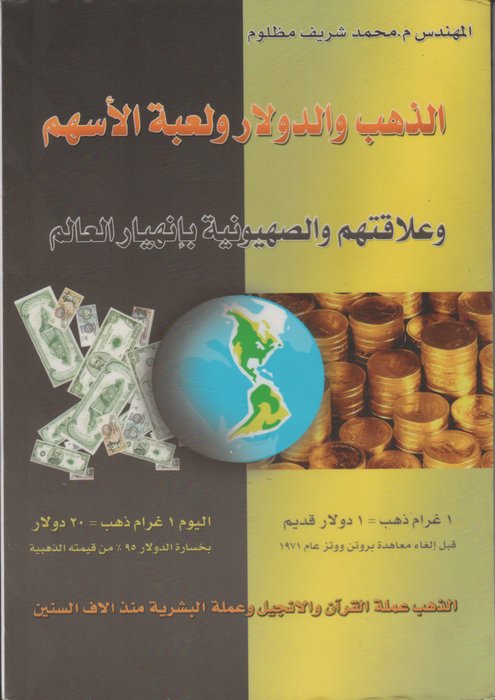 المهندس م.محمد شريف مظلوم
الذهب والدولار ولعبة الأسهم
وعلاقتهم والصهيونية بإنهيار العالم
١ غرام ذهب = ١ دولار قديم
قبل إلغاء معاهدة بروتن ووتز عام ١٩٧١
اليوم ١ غرام ذهب = ٢٠ دولار
بخسارة الدولار ٩٥ ٪ من قيمته الذهبية
الذهب عملة القرآن والانجيل وعملة البشرية منذ الاف السنين